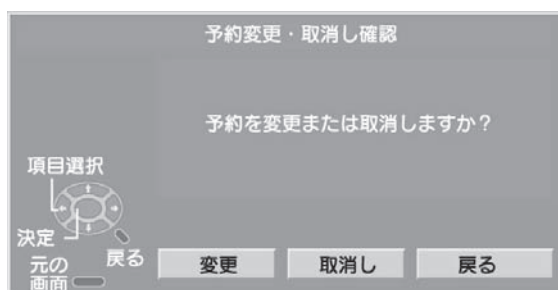 予約変更・取消し確認
予約を変更または取消しますか？
項目選択
決定
戻る
元の
画面
変更
取消し
戻る